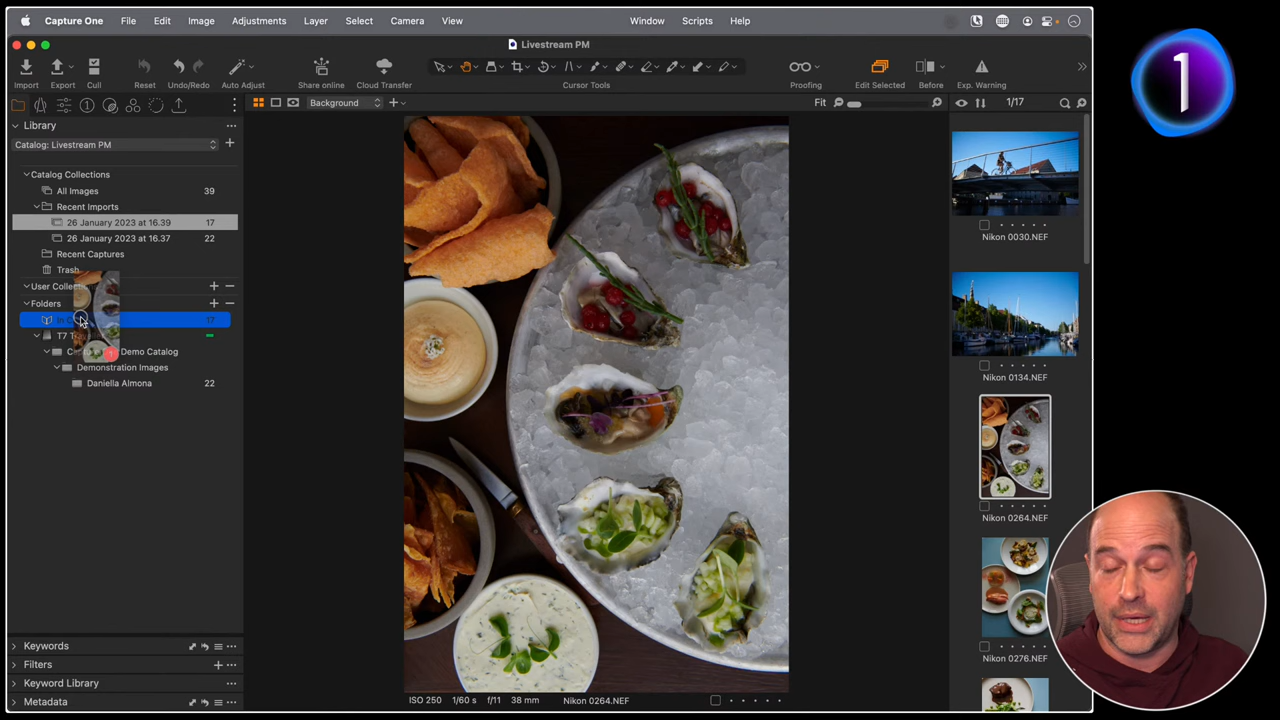 Capture One File Edit Image Adjustments Layer Select Camera View Window Scripts Help
Livestream PM
Import Export Cull Reset Undo/Redo Auto Adjust Share online Cloud Transfer Cursor Tools Proofing Edit Selected Before Exp. Warning
Background
Fit
1/17
Library
Catalog: Livestream PM
Catalog Collections
All Images 39
Recent Imports
26 January 2023 at 16.39 17
26 January 2023 at 16.37 22
Recent Captures
Trash
User Collec
Folders
17
T7
1
Demo Catalog
Demonstration Images
Daniella Almona 22
Keywords
Filters
Keyword Library
Metadata
ISO 250 1/60 s f/11 38 mm Nikon 0264.NEF
Nikon 0030.NEF
Nikon 0134.NEF
Nikon 0264.NEF
Nikon 0276.NEF
1